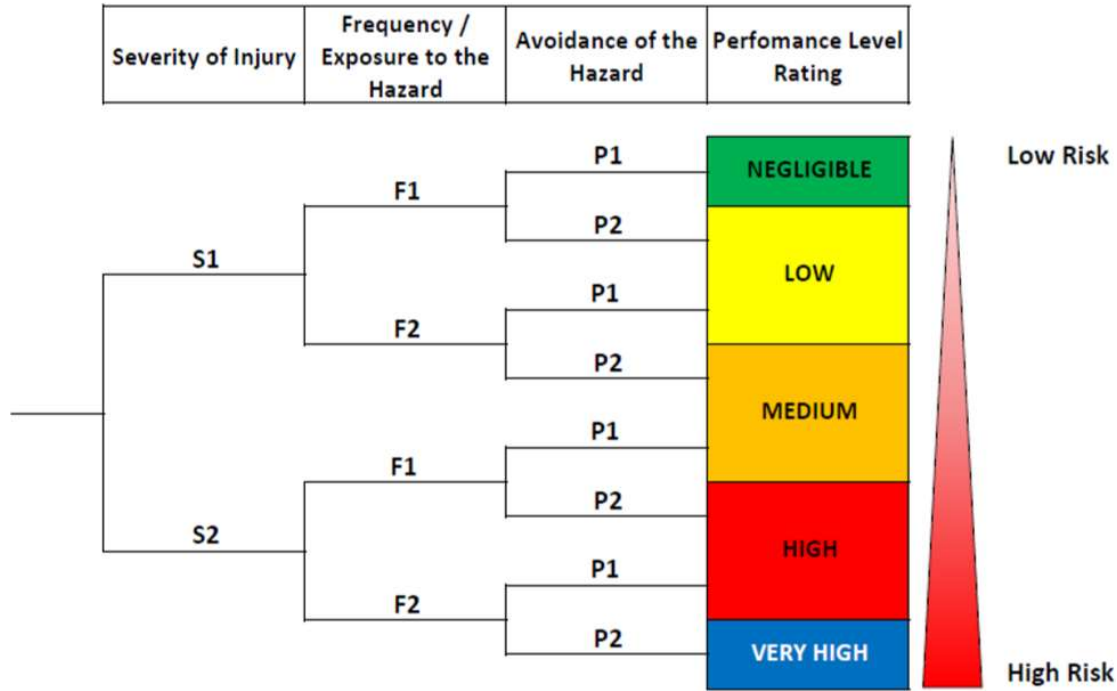 Severity of Injury
Frequency /
Exposure to the
Hazard
Avoidance of the
Hazard
Perfomance Level
Rating
P1
NEGLIGIBLE
Low Risk
F1
P2
S1
LOW
P1
F2
P2
MEDIUM
P1
F1
P2
S2
HIGH
P1
F2
P2
VERY HIGH
High Risk